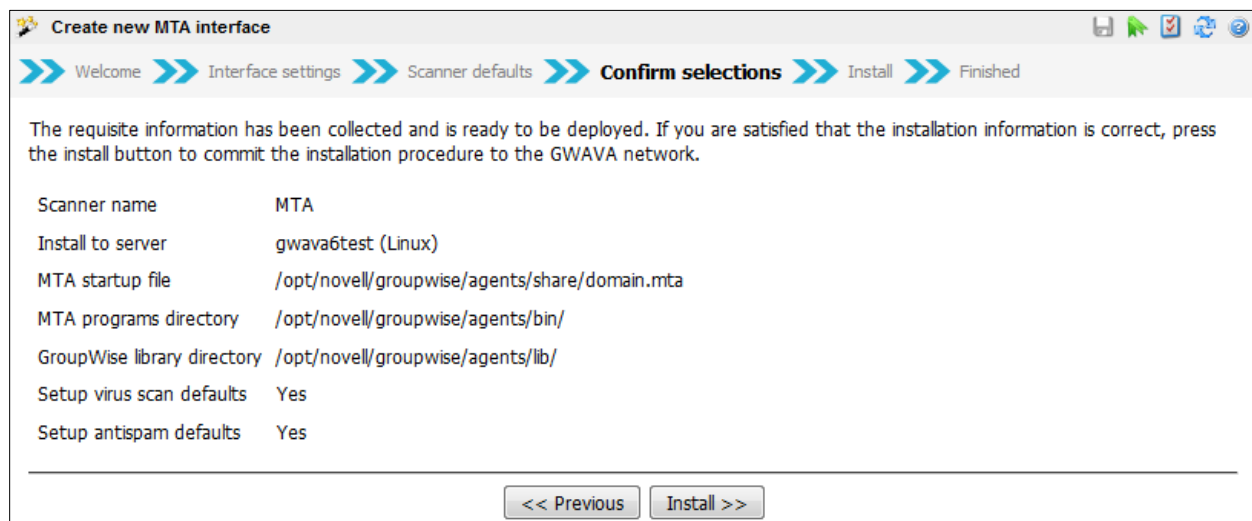 Create new MTA interface
Welcome Interface settings Scanner defaults Confirm selections Install Finished
The requisite information has been collected and is ready to be deployed. If you are satisfied that the installation information is correct, press
the install button to commit the installation procedure to the GWAVA network.
Scanner name MTA
Install to server gwava6test (Linux)
MTA startup file /opt/novell/groupwise/agents/share/domain.mta
MTA programs directory /opt/novell/groupwise/agents/bin/
GroupWise library directory /opt/novell/groupwise/agents/lib/
Setup virus scan defaults Yes
Setup antispam defaults Yes
<< Previous Install >>